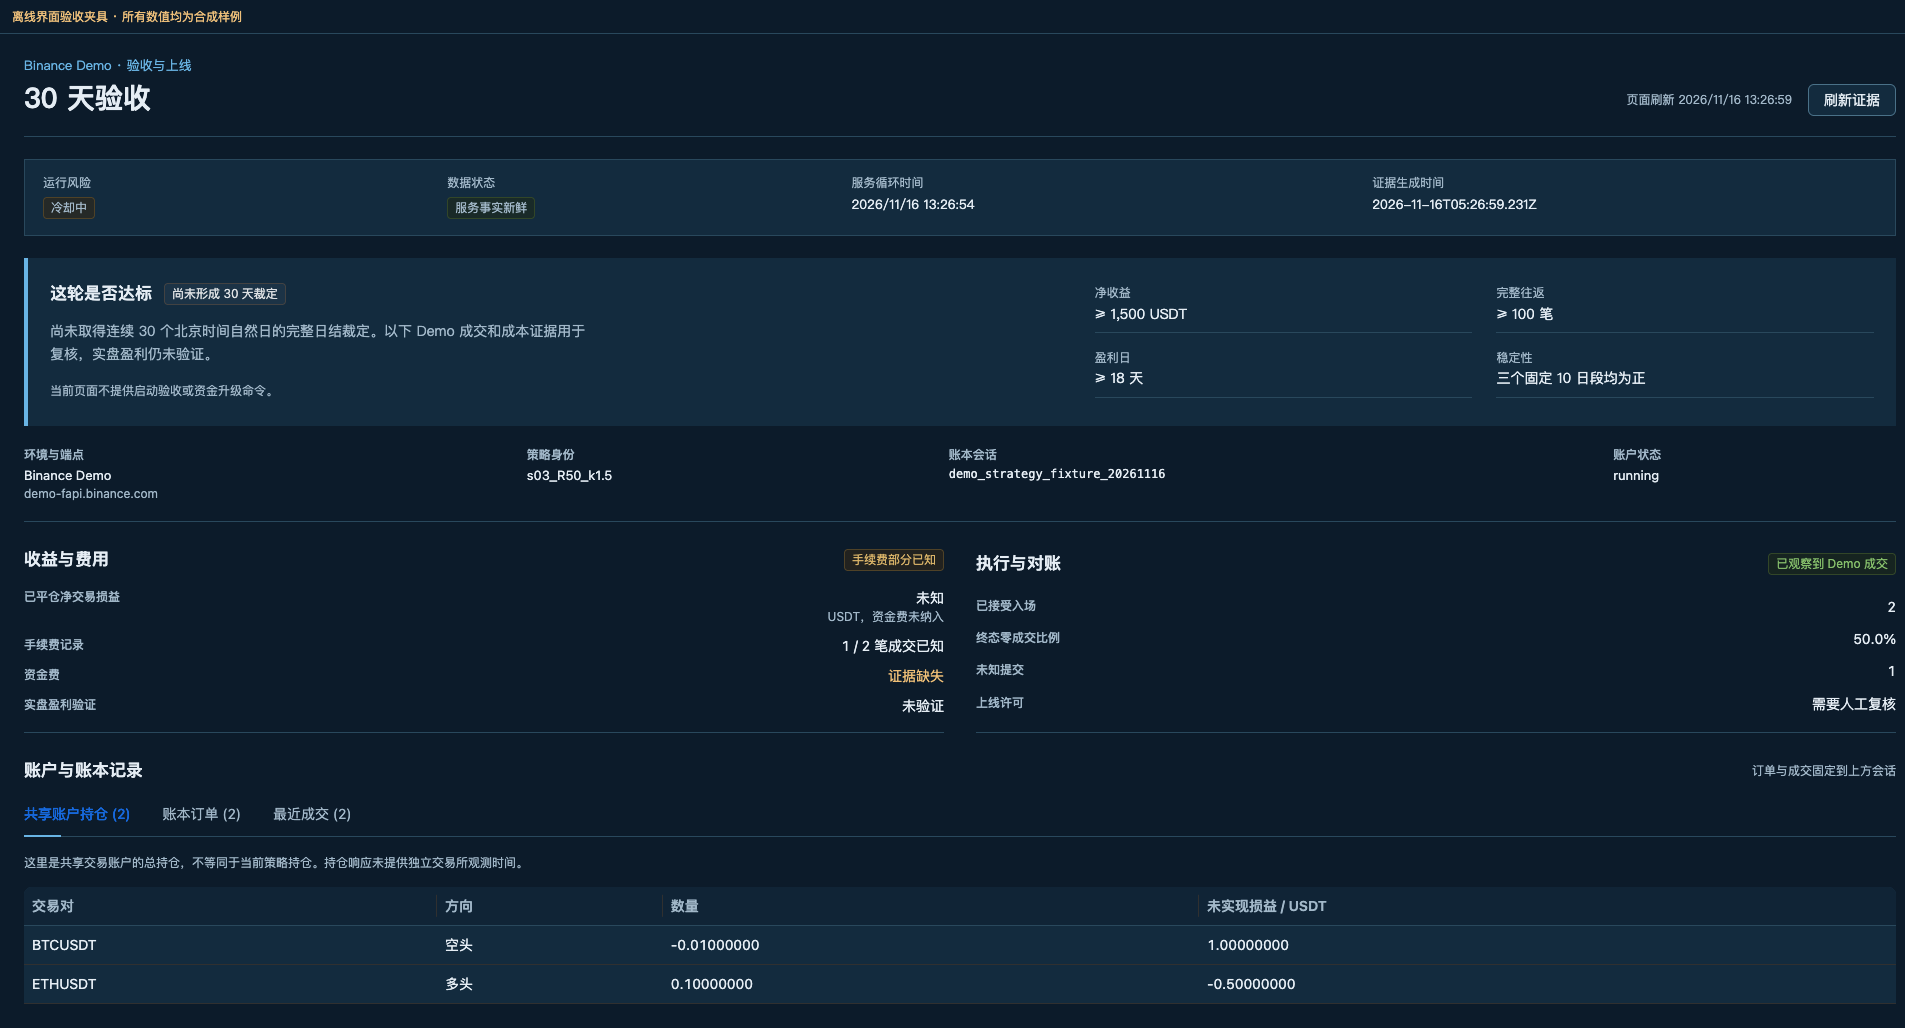 离线界面验收夹具 · 所有数值均为合成样例
Binance Demo · 验收与上线
30 天验收
页面刷新 2026/11/16 13:26:59
刷新证据
运行风险
冷却中
数据状态
服务事实新鲜
服务循环时间
2026/11/16 13:26:54
证据生成时间
2026-11-16T05:26:59.231Z
这轮是否达标
尚未形成 30 天裁定
尚未取得连续 30 个北京时间自然日的完整日结裁定。以下 Demo 成交和成本证据用于
复核，实盘盈利仍未验证。
当前页面不提供启动验收或资金升级命令。
净收益
≥ 1,500 USDT
完整往返
≥ 100 笔
盈利日
≥ 18 天
稳定性
三个固定 10 日段均为正
环境与端点
Binance Demo
demo-fapi.binance.com
策略身份
s03_R50_k1.5
账本会话
demo_strategy_fixture_20261116
账户状态
running
收益与费用
手续费部分已知
已平仓净交易损益
未知
USDT，资金费未纳入
手续费记录
1 / 2 笔成交已知
资金费
证据缺失
实盘盈利验证
未验证
执行与对账
已观察到 Demo 成交
已接受入场
2
终态零成交比例
50.0%
未知提交
1
上线许可
需要人工复核
账户与账本记录
订单与成交固定到上方会话
共享账户持仓 (2)
账本订单 (2)
最近成交 (2)
这里是共享交易账户的总持仓，不等同于当前策略持仓。持仓响应未提供独立交易所观测时间。
交易对 方向 数量 未实现损益 / USDT
BTCUSDT 空头 -0.01000000 1.00000000
ETHUSDT 多头 0.10000000 -0.50000000